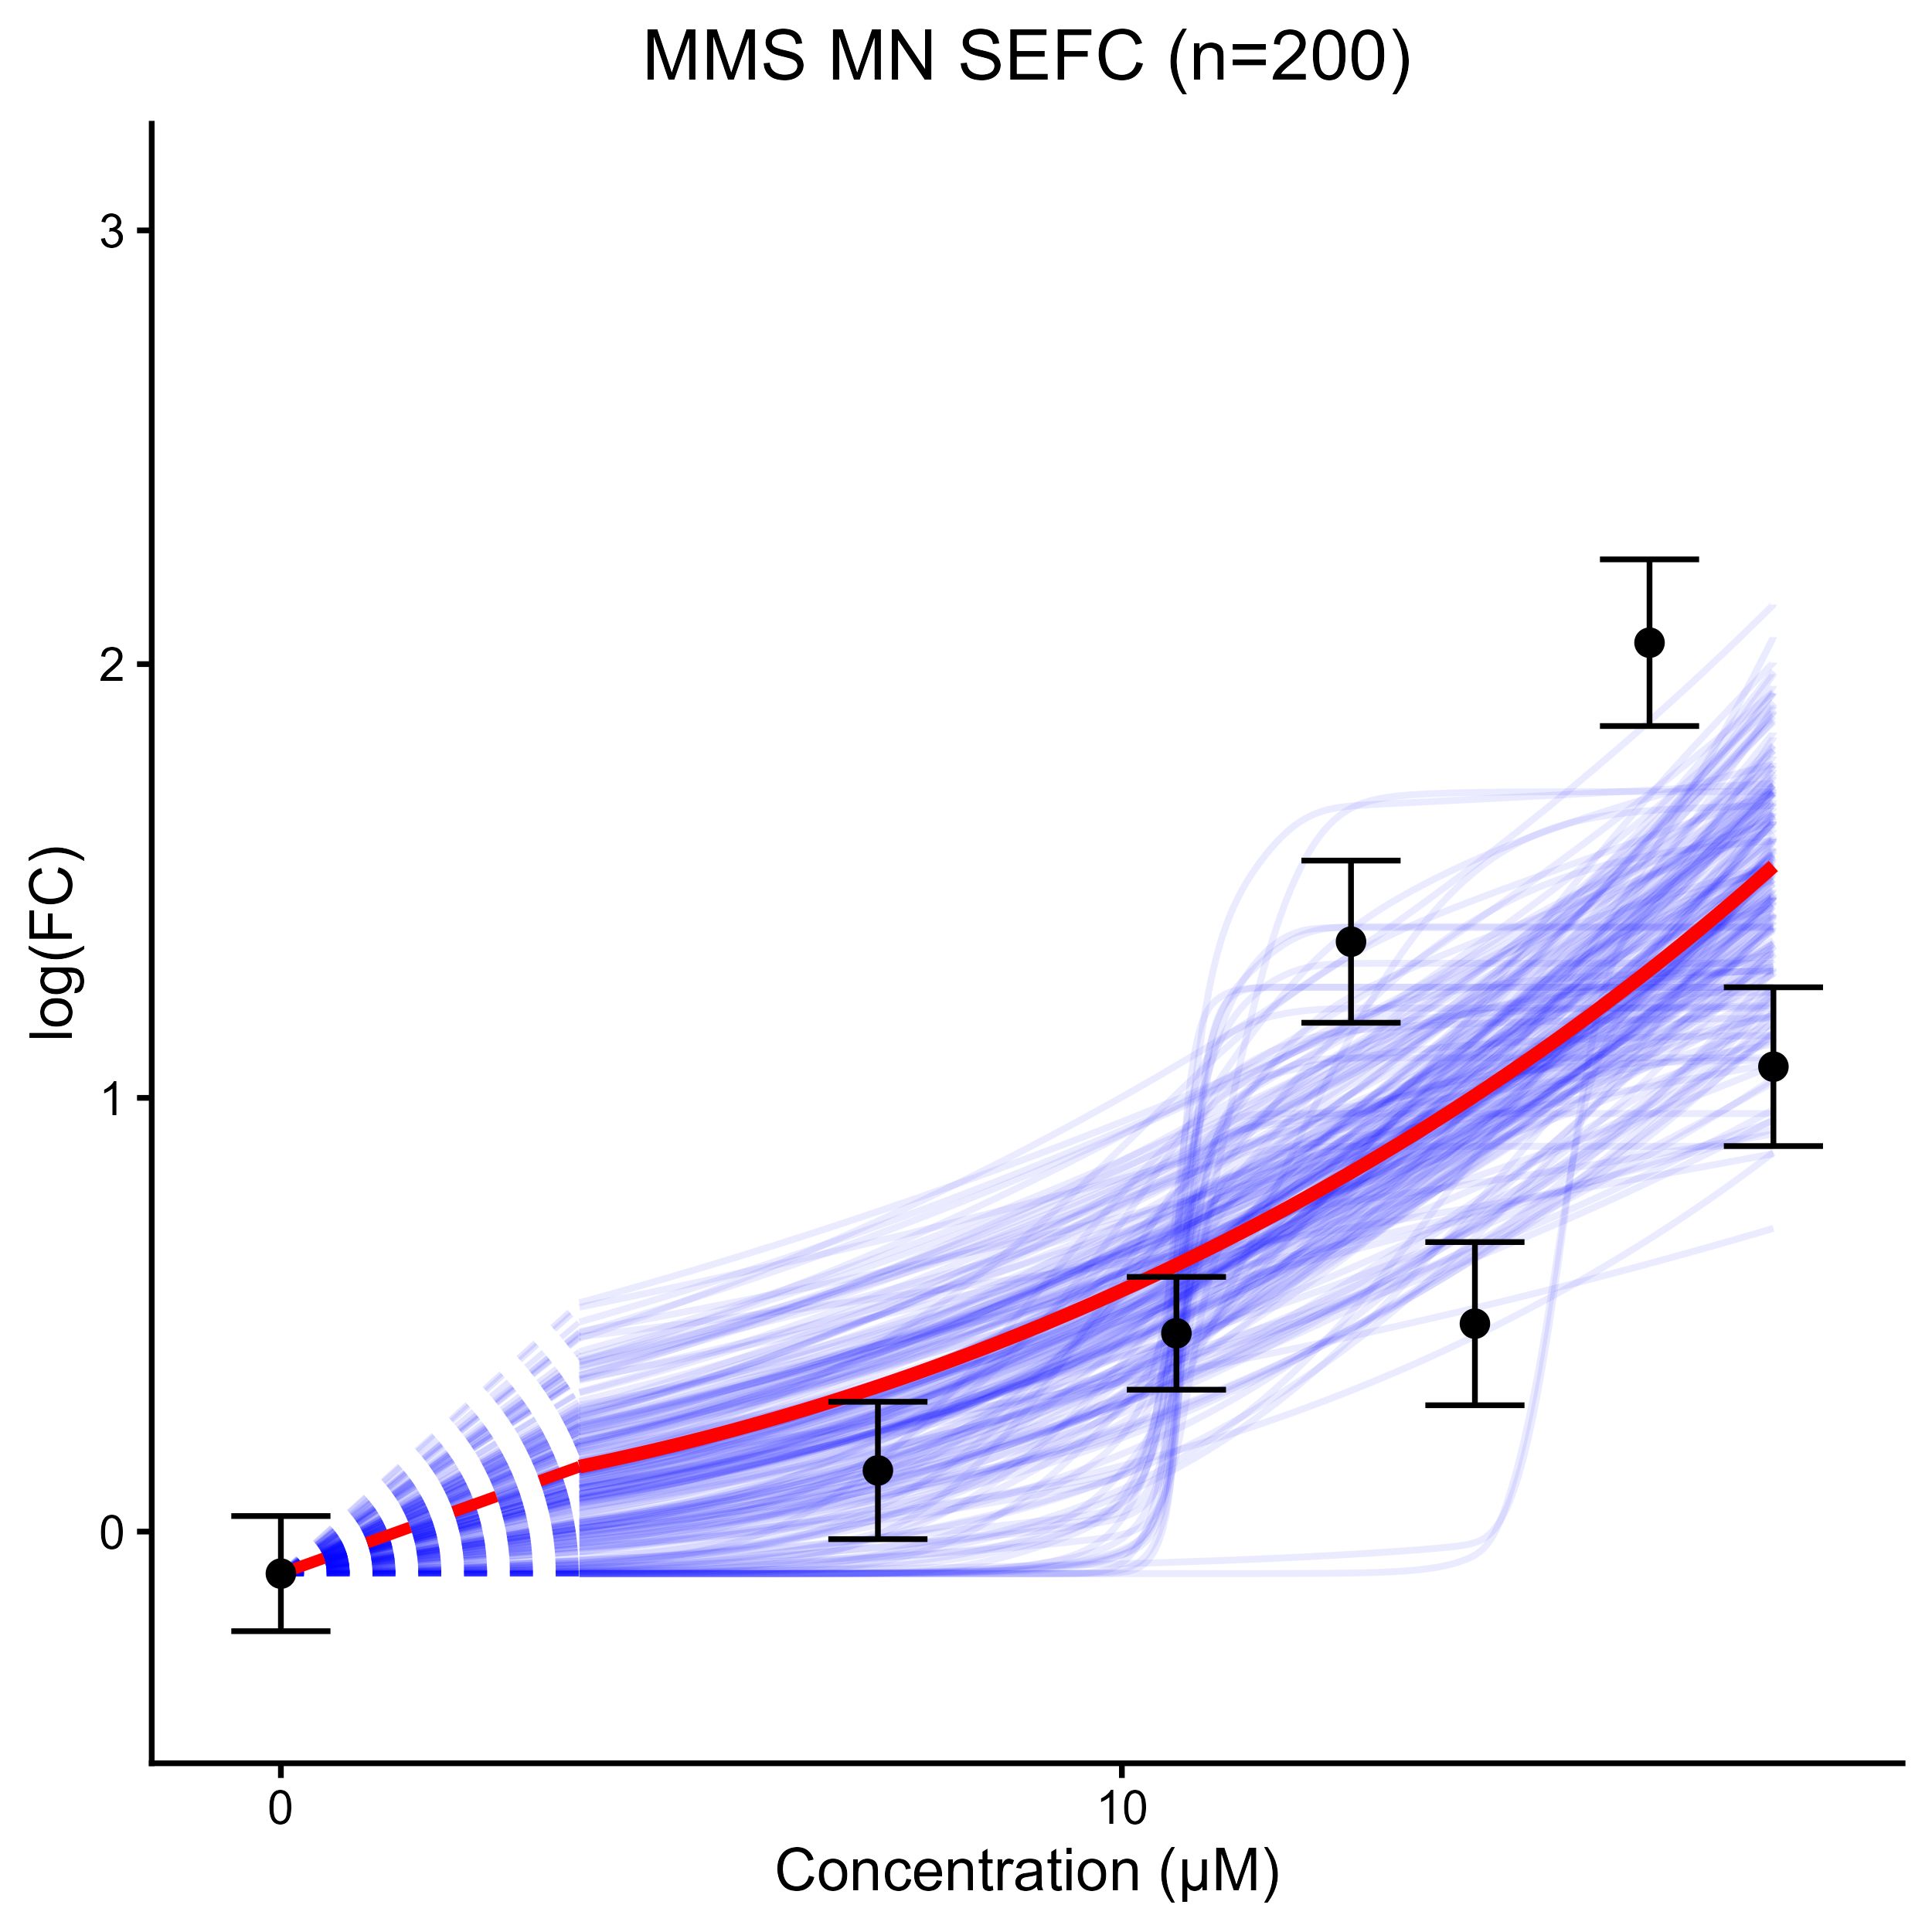 MMS MN SEFC (n=200)
3
2
1
0
log(FC)
0 10
Concentration (µM)